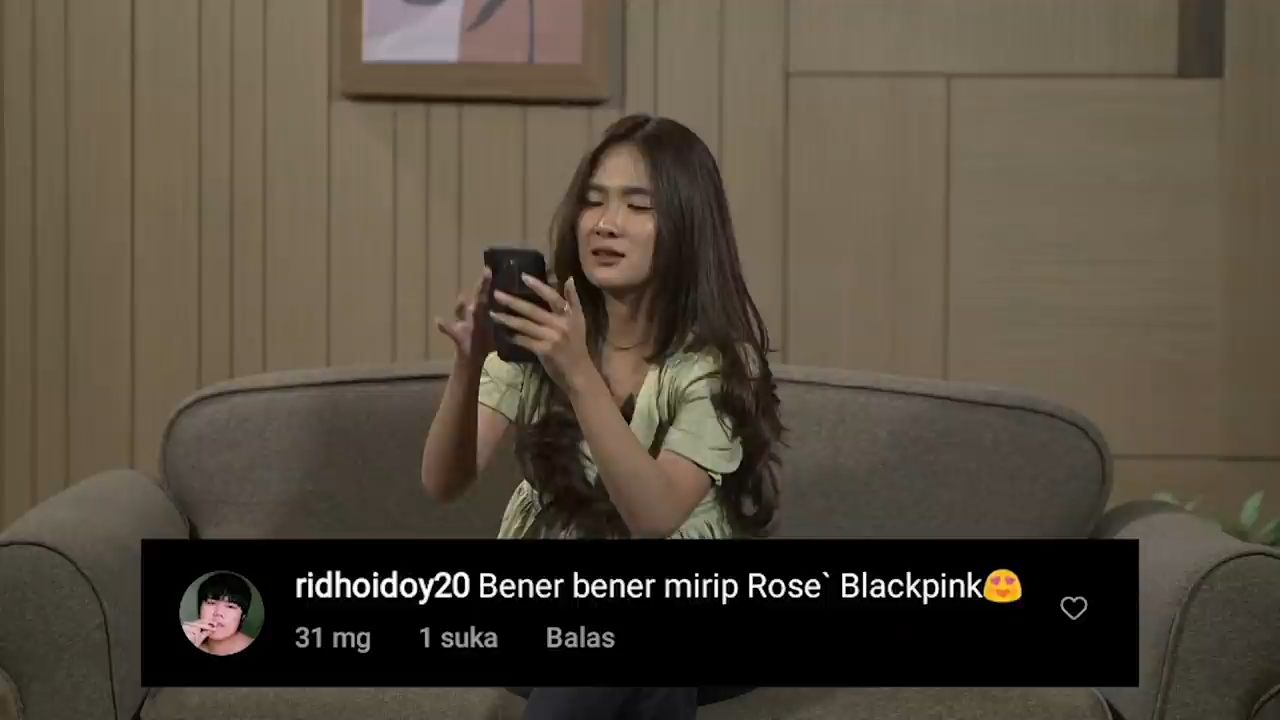 ridhoidoy20 Bener bener mirip Rose` Blackpink😍
31 mg 1 suka Balas